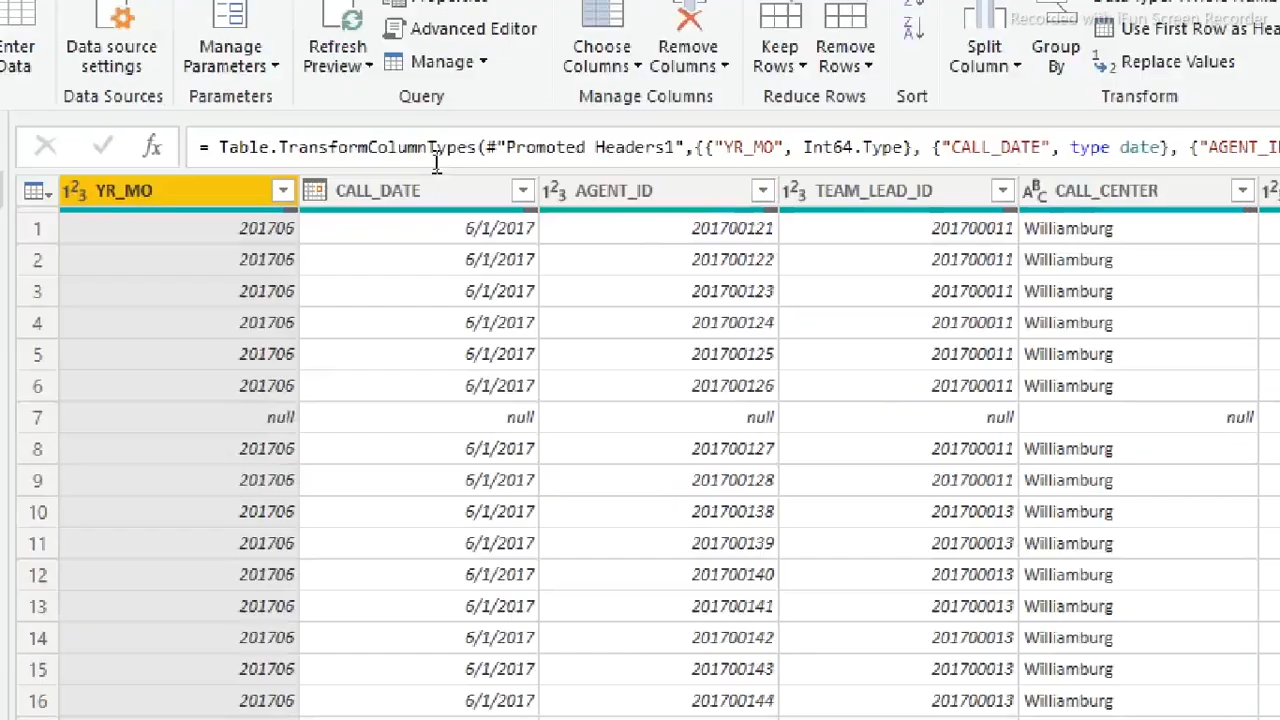 Recorded with iFun Screen Recorder
Enter Data
Data source settings
Manage Parameters
Refresh Preview
Properties
Advanced Editor
Manage
Choose Columns
Remove Columns
Keep Rows
Remove Rows
Split Column
Group By
Use First Row as Hea
Replace Values
Data Sources
Parameters
Query
Manage Columns
Reduce Rows
Sort
Transform
fx = Table.TransformColumnTypes(#"Promoted Headers1",{{"YR_MO", Int64.Type}, {"CALL_DATE", type date}, {"AGENT_I
YR_MO CALL_DATE AGENT_ID TEAM_LEAD_ID CALL_CENTER
1 201706 6/1/2017 201700121 201700011 Williamburg
2 201706 6/1/2017 201700122 201700011 Williamburg
3 201706 6/1/2017 201700123 201700011 Williamburg
4 201706 6/1/2017 201700124 201700011 Williamburg
5 201706 6/1/2017 201700125 201700011 Williamburg
6 201706 6/1/2017 201700126 201700011 Williamburg
7 null null null null null
8 201706 6/1/2017 201700127 201700011 Williamburg
9 201706 6/1/2017 201700128 201700011 Williamburg
10 201706 6/1/2017 201700138 201700013 Williamburg
11 201706 6/1/2017 201700139 201700013 Williamburg
12 201706 6/1/2017 201700140 201700013 Williamburg
13 201706 6/1/2017 201700141 201700013 Williamburg
14 201706 6/1/2017 201700142 201700013 Williamburg
15 201706 6/1/2017 201700143 201700013 Williamburg
16 201706 6/1/2017 201700144 201700013 Williamburg